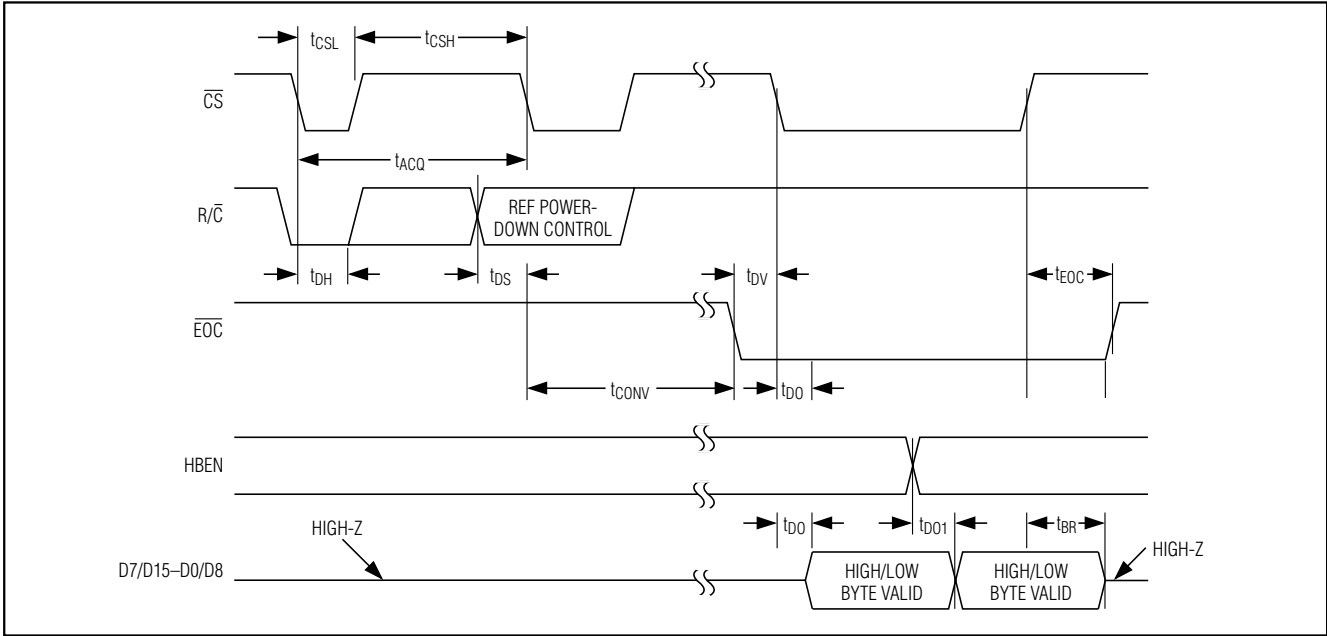 tCSL
tCSH
CS
tACQ
R/C
REF POWER-
DOWN CONTROL
tDH
tDS
tDV
tEOC
EOC
tCONV
tDO
HBEN
tDO
tDO1
tBR
HIGH-Z
HIGH-Z
D7/D15–D0/D8
HIGH/LOW
BYTE VALID
HIGH/LOW
BYTE VALID